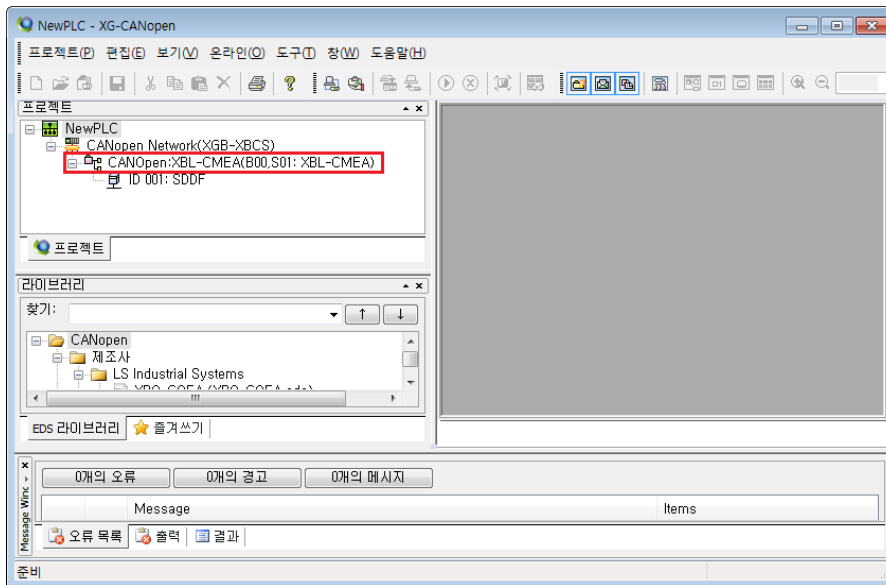 NewPLC - XG-CANopen
프로젝트(P) 편집(E) 보기(V) 온라인(O) 도구(T) 창(W) 도움말(H)
프로젝트
NewPLC
CANopen Network(XGB-XBCS)
CANOpen:XBL-CMEA(B00,S01: XBL-CMEA)
ID 001: SDDF
프로젝트
라이브러리
찾기:
CANopen
제조사
LS Industrial Systems
EDS 라이브러리 즐겨쓰기
Message Winc
0개의 오류 0개의 경고 0개의 메시지
Message Items
오류 목록 출력 결과
준비